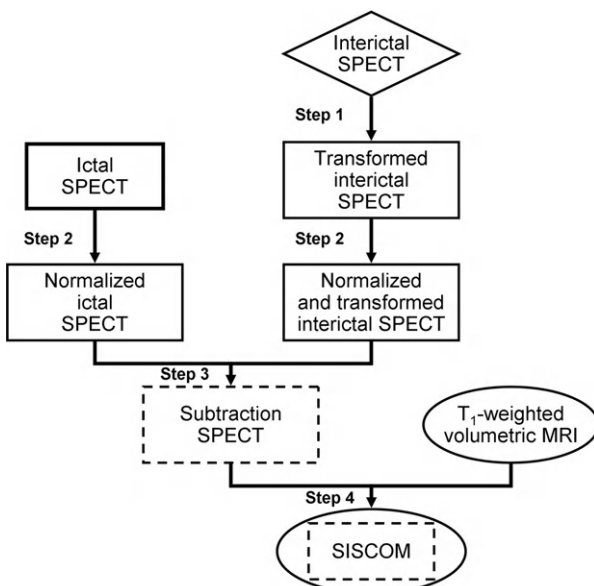 Interictal
SPECT
Step 1
Ictal
SPECT
Transformed
interictal
SPECT
Step 2
Step 2
Normalized
ictal
SPECT
Normalized
and transformed
interictal SPECT
Step 3
Subtraction
SPECT
T₁-weighted
volumetric MRI
Step 4
SISCOM